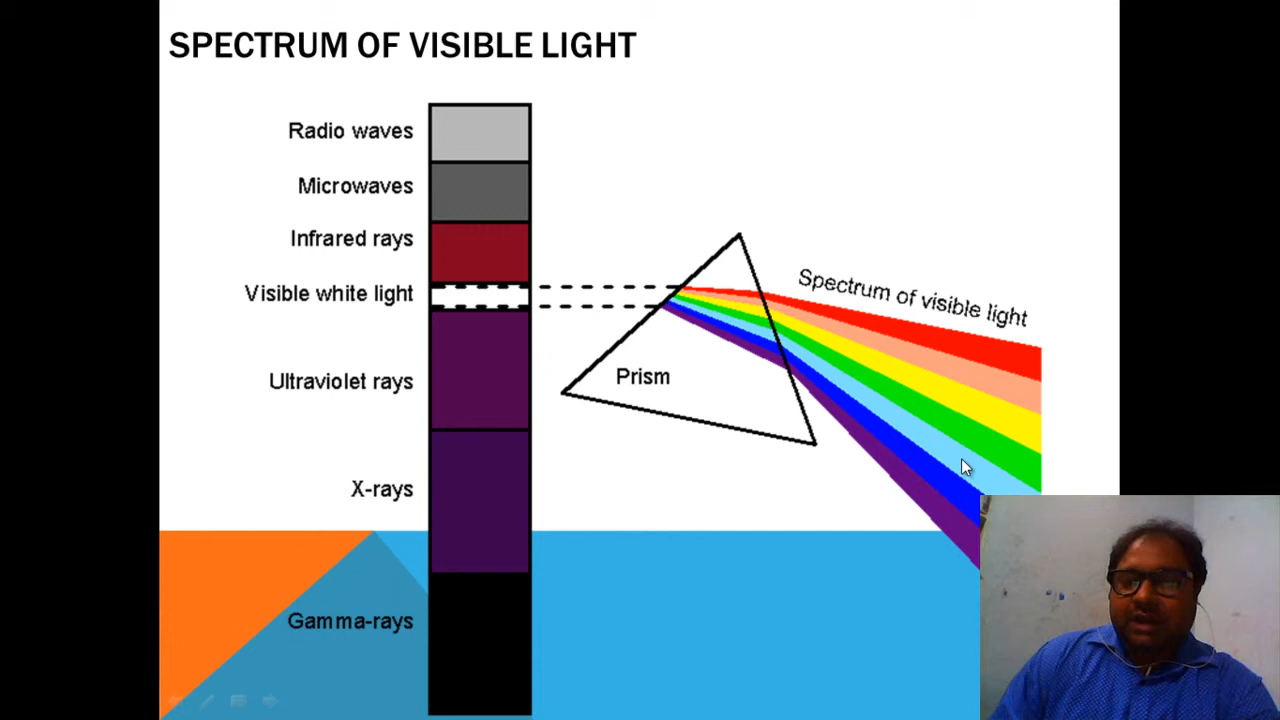 SPECTRUM OF VISIBLE LIGHT
Radio waves
Microwaves
Infrared rays
Visible white light
Spectrum of visible light
Ultraviolet rays
Prism
X-rays
Gamma-rays